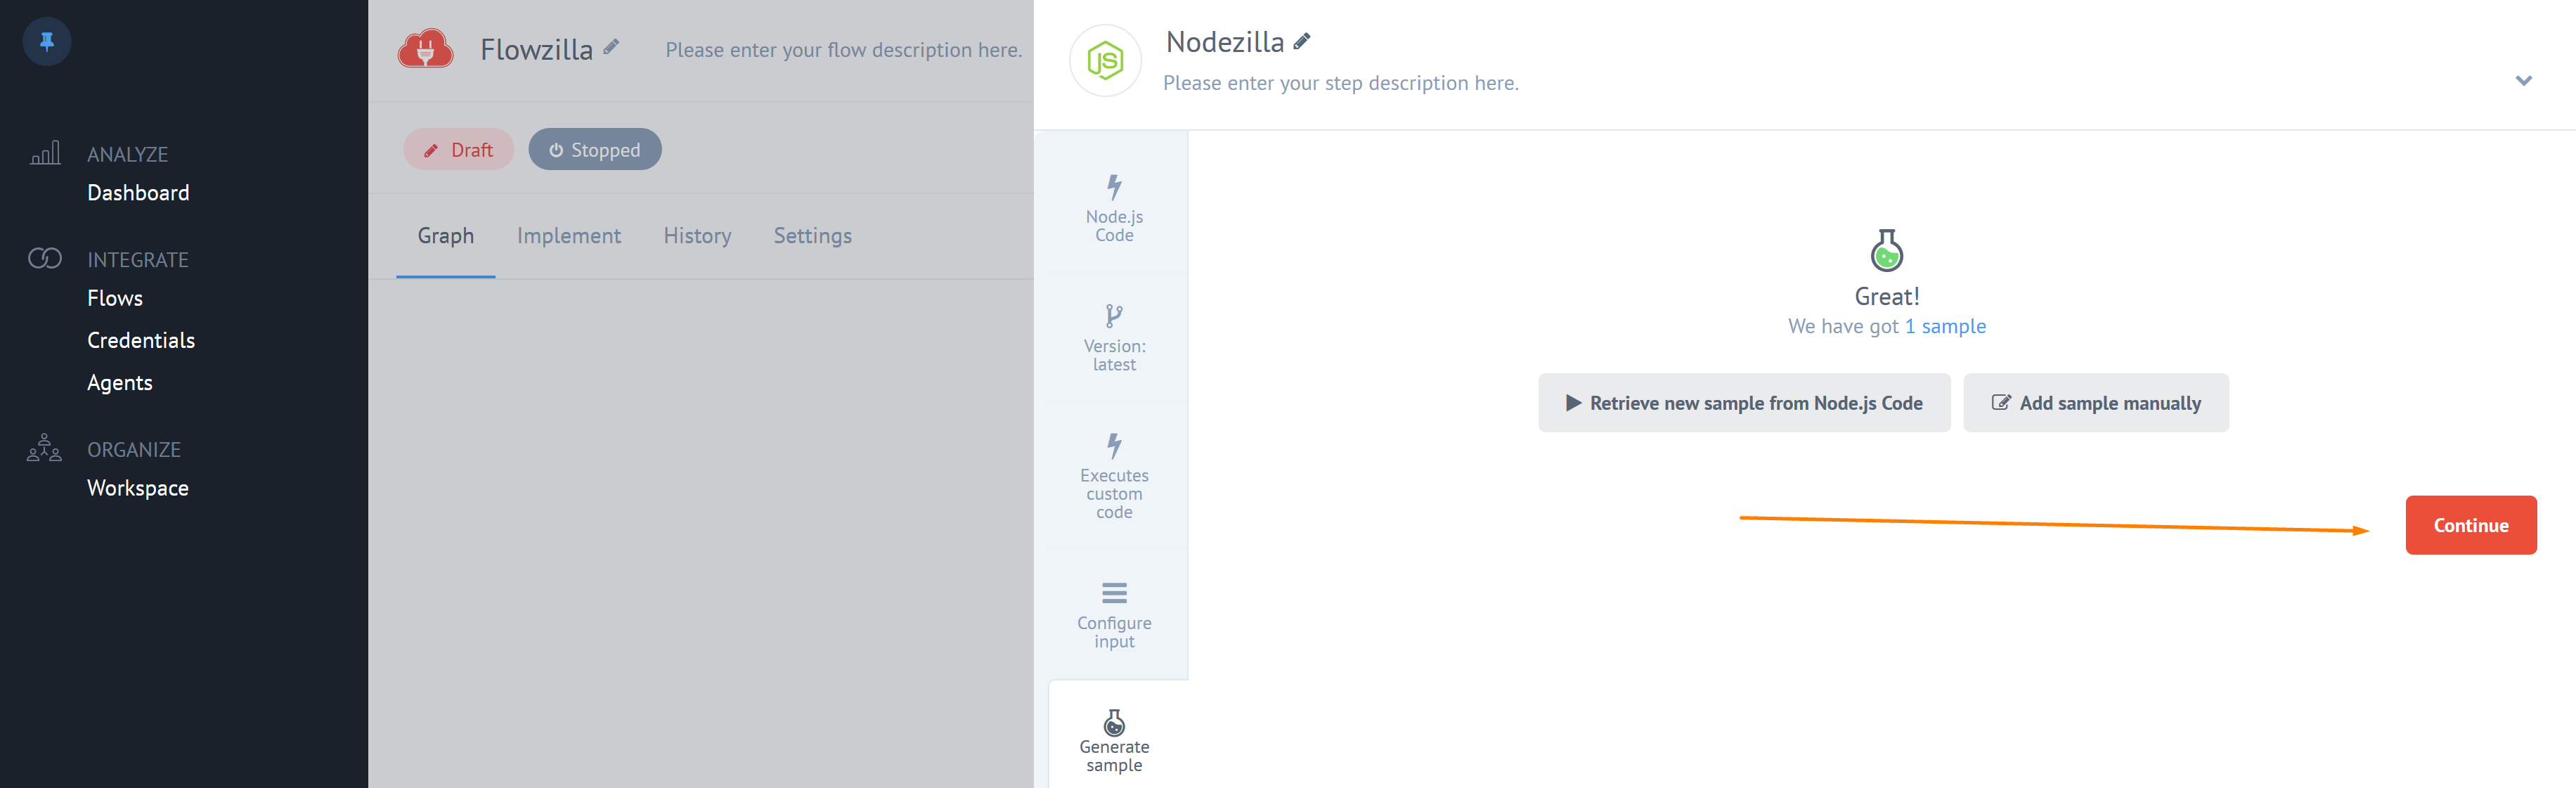 ANALYZE
Dashboard
INTEGRATE
Flows
Credentials
Agents
ORGANIZE
Workspace
Flowzilla
Please enter your flow description here.
Draft
Stopped
Graph
Implement
History
Settings
JS
Nodezilla
Please enter your step description here.
Node.js
Code
Version:
latest
Executes
custom
code
Configure
input
Generate
sample
Great!
We have got 1 sample
Retrieve new sample from Node.js Code
Add sample manually
Continue